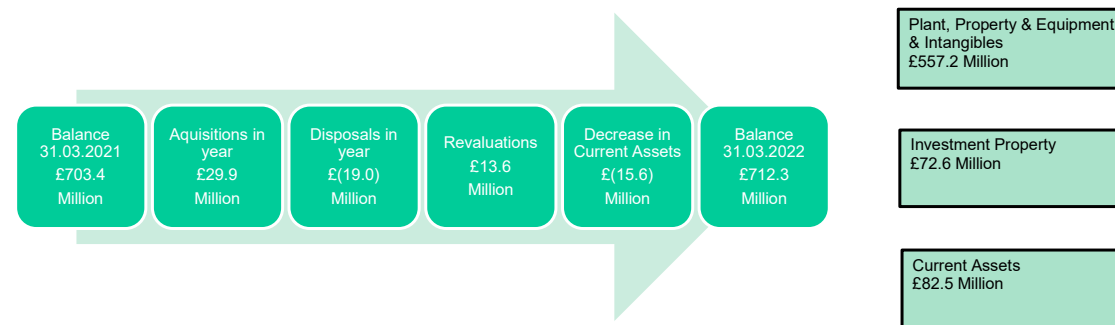 Balance
31.03.2021
£703.4
Million
Aquisitions in
year
£29.9
Million
Disposals in
year
£(19.0)
Million
Revaluations
£13.6
Million
Decrease in
Current Assets
£(15.6)
Million
Balance
31.03.2022
£712.3
Million
Plant, Property & Equipment
& Intangibles
£557.2 Million
Investment Property
£72.6 Million
Current Assets
£82.5 Million